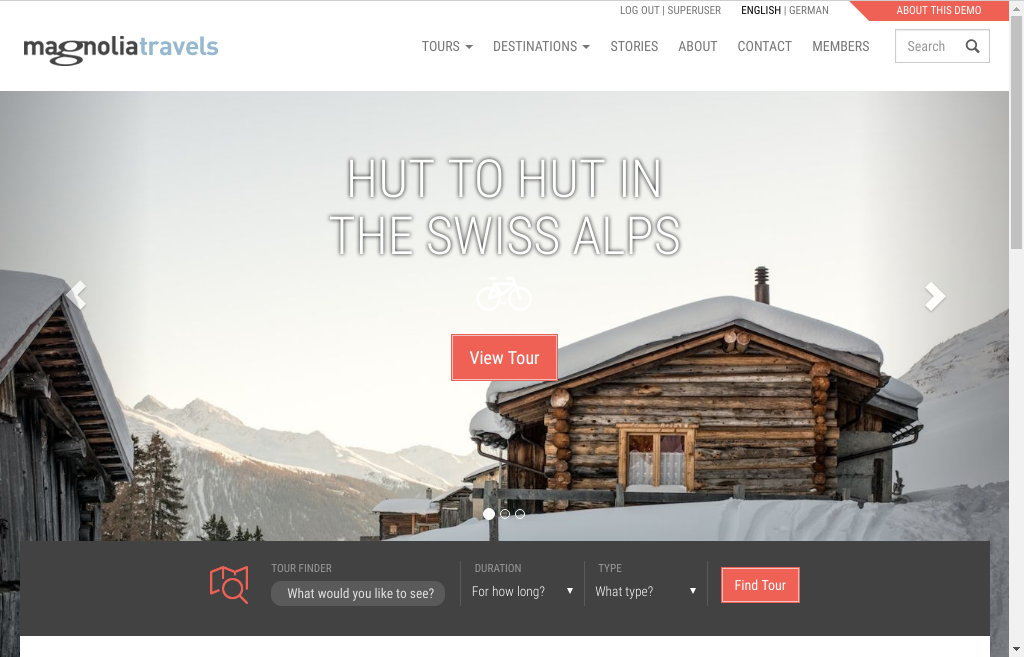 LOG OUT | SUPERUSER ENGLISH | GERMAN ABOUT THIS DEMO
magnoliatravels TOURS DESTINATIONS STORIES ABOUT CONTACT MEMBERS Search
HUT TO HUT IN
THE SWISS ALPS
View Tour
TOUR FINDER DURATION TYPE
What would you like to see? For how long? What type? Find Tour